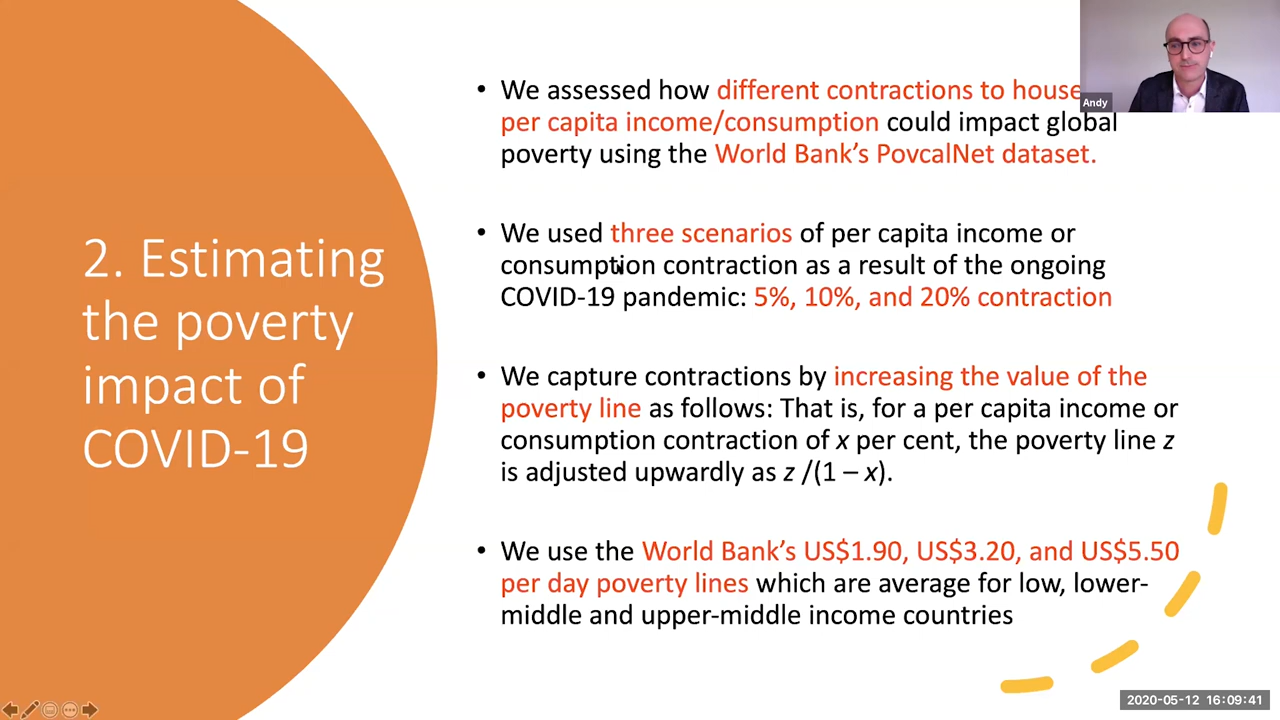 2. Estimating
the poverty
impact of
COVID-19
• We assessed how different contractions to house
per capita income/consumption could impact global
poverty using the World Bank’s PovcalNet dataset.
• We used three scenarios of per capita income or
consumption contraction as a result of the ongoing
COVID-19 pandemic: 5%, 10%, and 20% contraction
• We capture contractions by increasing the value of the
poverty line as follows: That is, for a per capita income or
consumption contraction of x per cent, the poverty line z
is adjusted upwardly as z /(1 – x).
• We use the World Bank’s US$1.90, US$3.20, and US$5.50
per day poverty lines which are average for low, lower-
middle and upper-middle income countries
Andy
2020-05-12 16:09:41